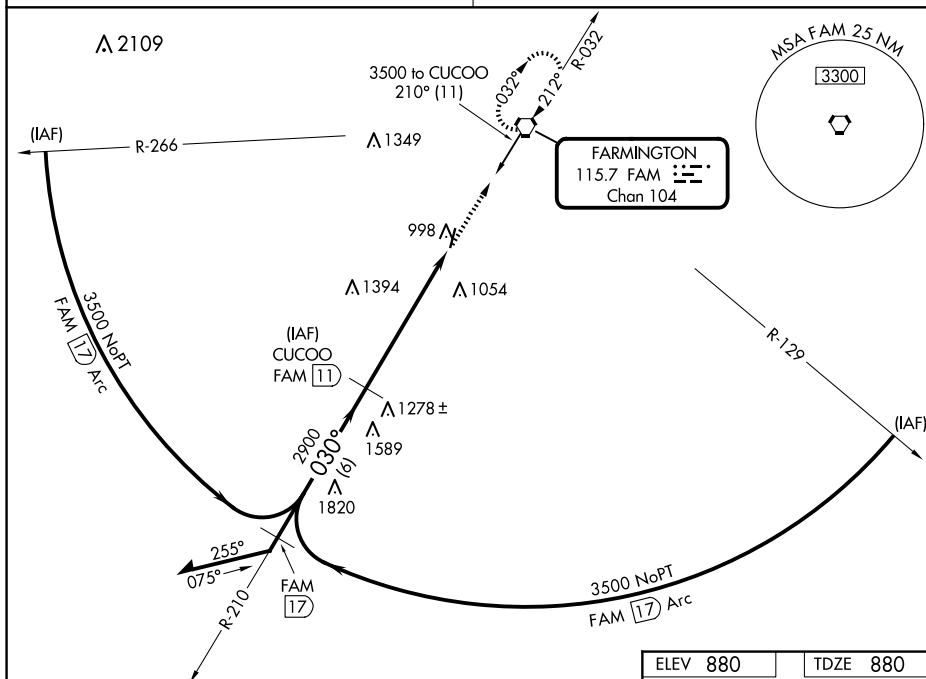 2109
MSA FAM 25 NM
3300
R-032
032°
212°
3500 to CUCOO
210° (11)
(IAF)
R-266
1349
FARMINGTON
115.7 FAM
Chan 104
998
1394
1054
3500 NoPT
FAM 17 Arc
(IAF)
CUCOO
FAM 11
R-129
(IAF)
1278 ±
1589
2900
030°
(6)
1820
255°
075°
FAM
17
R-210
3500 NoPT
FAM 17 Arc
ELEV 880
TDZE 880